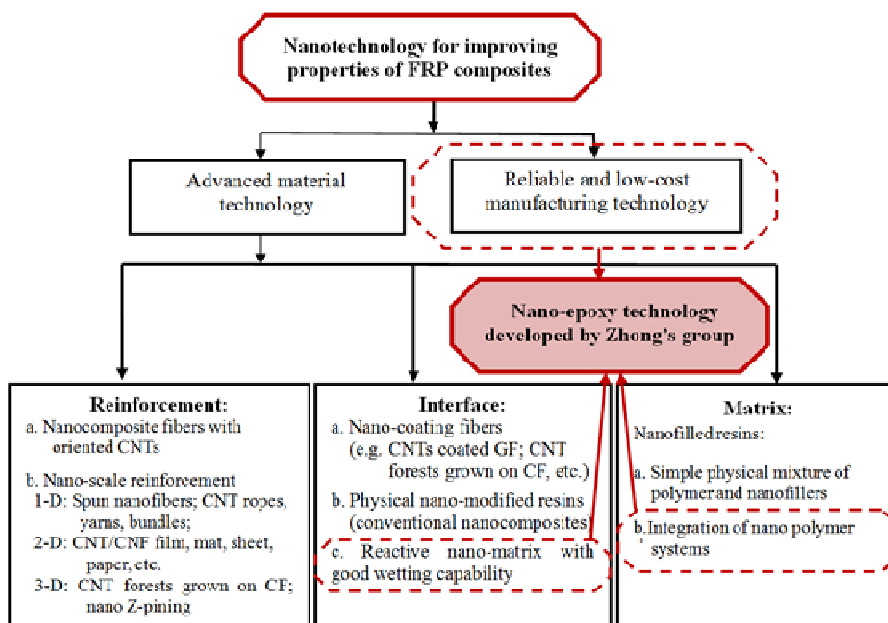 Nanotechnology for improving
properties of FRP composites
Advanced material
technology
Reliable and low-cost
manufacturing technology
Nano-epoxy technology
developed by Zhong's group
Reinforcement:
a. Nanocomposite fibers with
oriented CNTs
b. Nano-scale reinforcement
1-D: Spun nanofibers; CNT ropes,
yarns, bundles;
2-D: CNT/CNF film, mat, sheet,
paper, etc.
3-D: CNT forests grown on CF;
nano Z-pining
Interface:
a. Nano-coating fibers
(e.g. CNTs coated GF; CNT
forests grown on CF, etc.)
b. Physical nano-modified resins
(conventional nanocomposites)
c. Reactive nano-matrix with
good wetting capability
Matrix:
Nanofilledresins:
a. Simple physical mixture of
polymerand nanofillers
b.Integration of nano polymer
systems